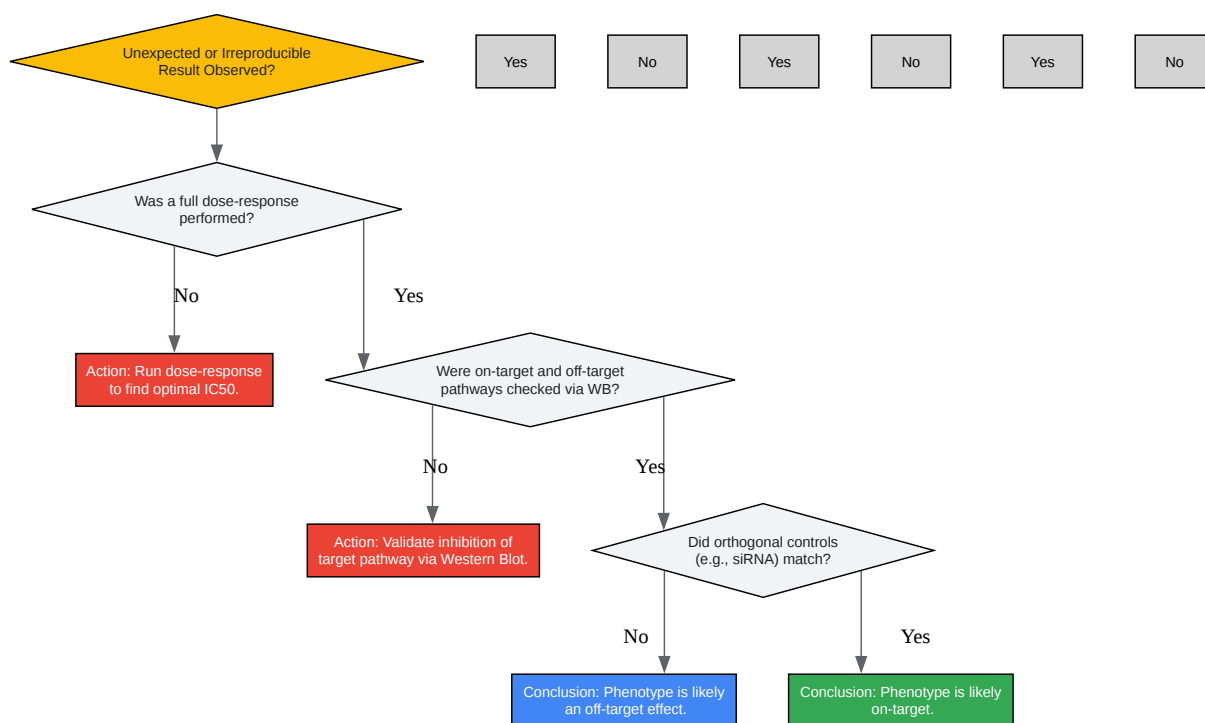 Unexpected or Irreproducible
Result Observed?
Yes
No
Yes
No
Yes
No
Was a full dose-response
performed?
No
Yes
Action: Run dose-response
to find optimal IC50.
Were on-target and off-target
pathways checked via WB?
No
Yes
Action: Validate inhibition of
target pathway via Western Blot.
Did orthogonal controls
(e.g., siRNA) match?
No
Yes
Conclusion: Phenotype is likely
an off-target effect.
Conclusion: Phenotype is likely
on-target.